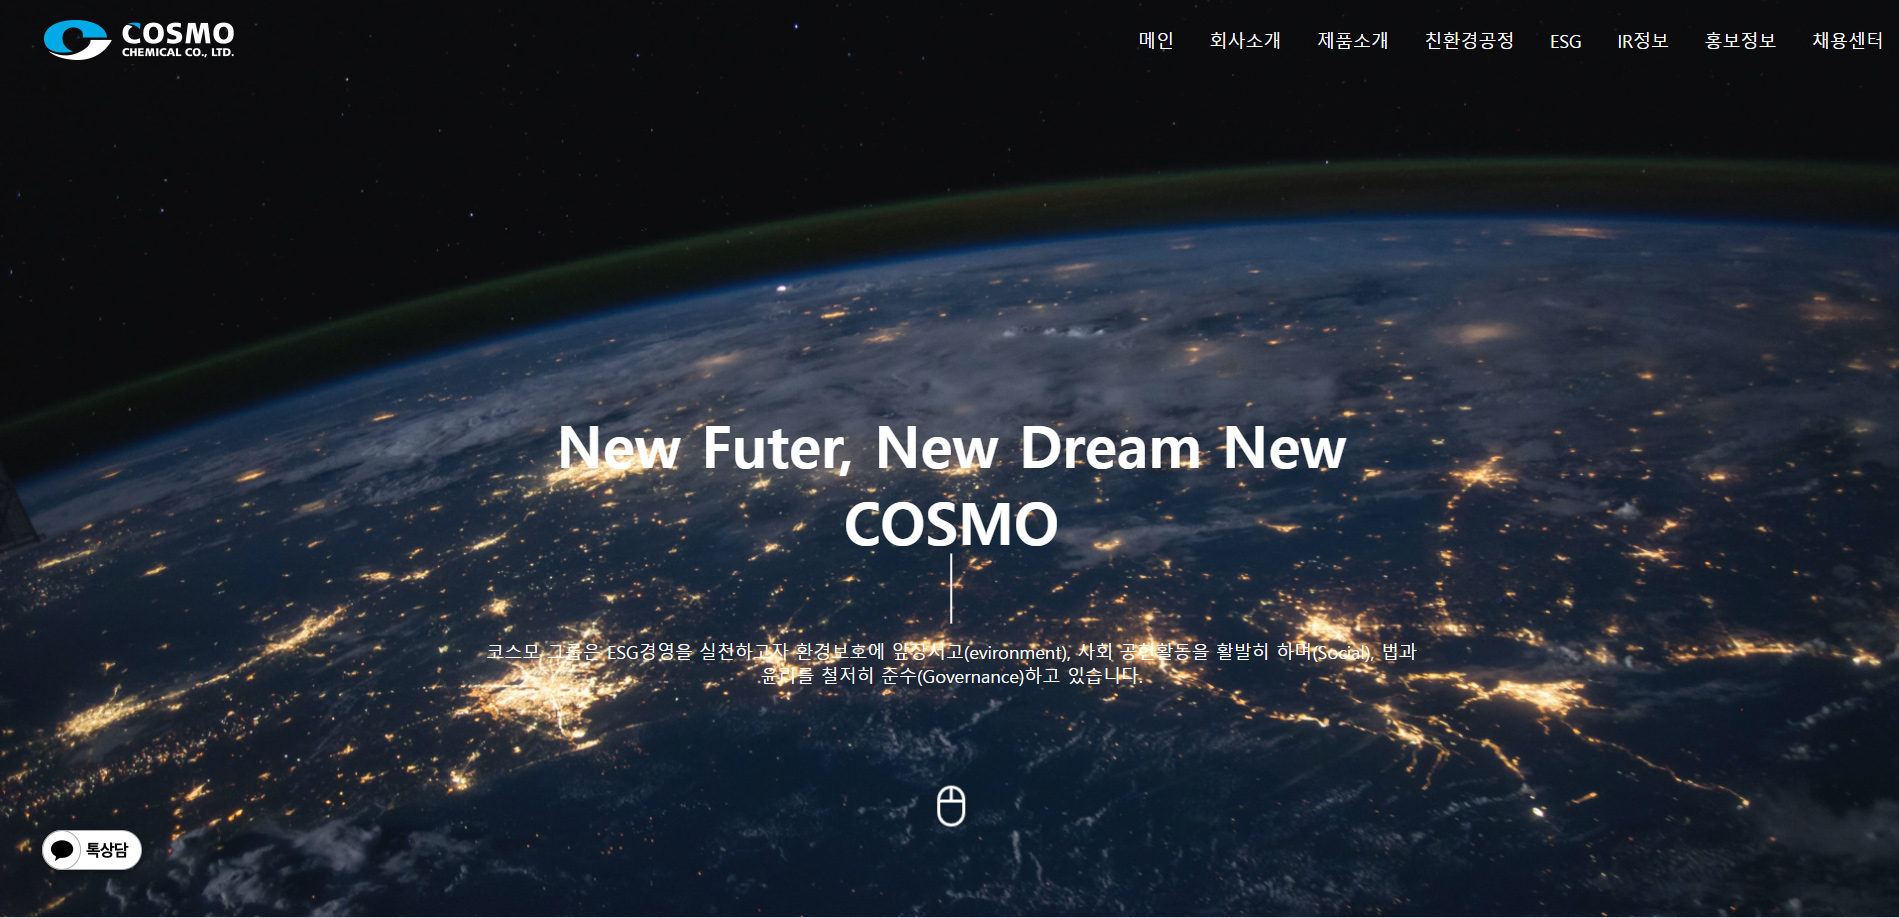 COSMO
CHEMICAL CO., LTD.
메인 회사소개 제품소개 친환경공정 ESG IR정보 홍보정보 채용센터
New Futer, New Dream New
COSMO
코스모 그룹은 ESG경영을 실천하고자 환경보호에 앞장서고(evironment), 사회 공헌활동을 활발히 하며(Social), 법과
윤리를 철저히 준수(Governance)하고 있습니다.
톡상담